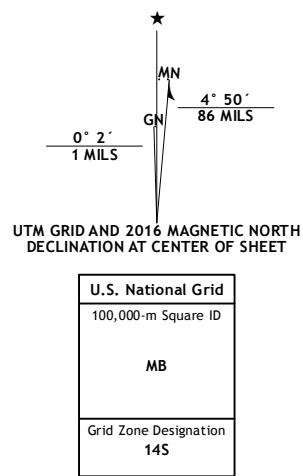 ★
MN
GN
4° 50´
86 MILS
0° 2´
1 MILS
UTM GRID AND 2016 MAGNETIC NORTH
DECLINATION AT CENTER OF SHEET
U.S. National Grid
100,000-m Square ID
MB
Grid Zone Designation
14S